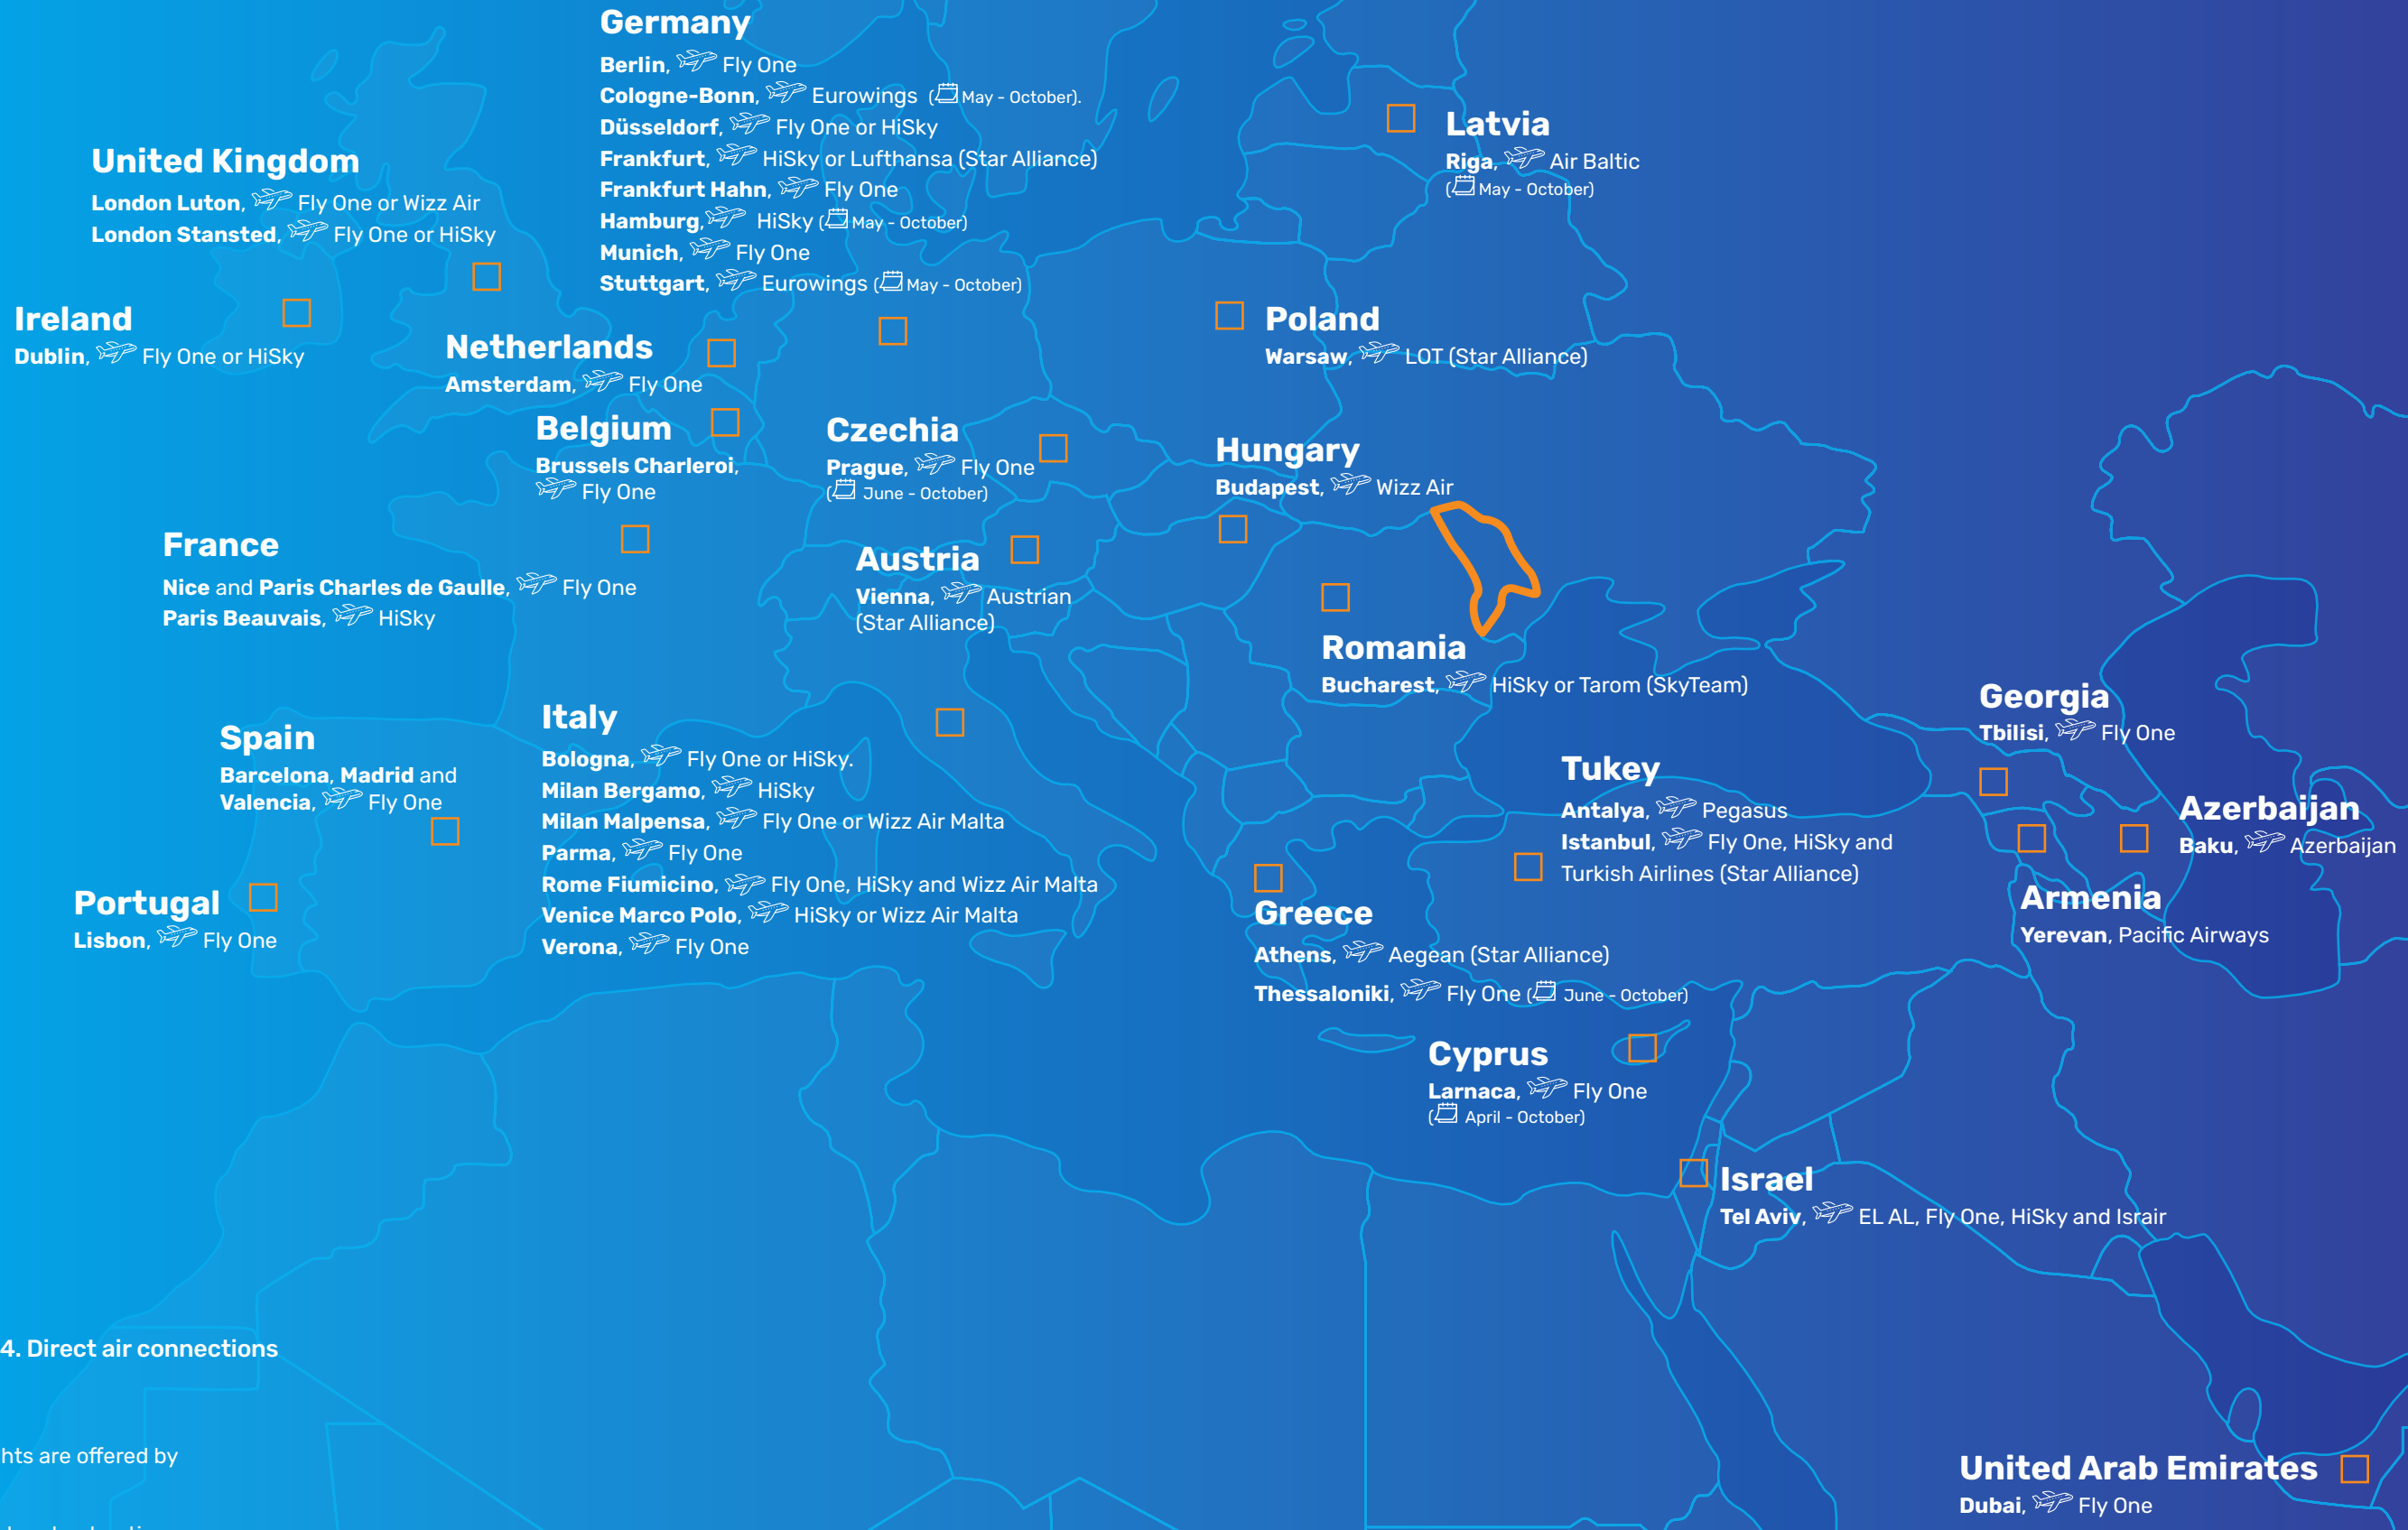 Germany
Berlin, Fly One
Cologne-Bonn, Eurowings (May - October).
Düsseldorf, Fly One or HiSky
Frankfurt, HiSky or Lufthansa (Star Alliance)
Frankfurt Hahn, Fly One
Hamburg, HiSky (May - October)
Munich, Fly One
Stuttgart, Eurowings (May - October)
Latvia
Riga, Air Baltic
(May - October)
United Kingdom
London Luton, Fly One or Wizz Air
London Stansted, Fly One or HiSky
Ireland
Dublin, Fly One or HiSky
Netherlands
Amsterdam, Fly One
Poland
Warsaw, LOT (Star Alliance)
Belgium
Brussels Charleroi,
Fly One
Czechia
Prague, Fly One
(June - October)
Hungary
Budapest, Wizz Air
France
Nice and Paris Charles de Gaulle, Fly One
Paris Beauvais, HiSky
Austria
Vienna, Austrian
(Star Alliance)
Romania
Bucharest, HiSky or Tarom (SkyTeam)
Spain
Barcelona, Madrid and
Valencia, Fly One
Italy
Bologna, Fly One or HiSky.
Milan Bergamo, HiSky
Milan Malpensa, Fly One or Wizz Air Malta
Parma, Fly One
Rome Fiumicino, Fly One, HiSky and Wizz Air Malta
Venice Marco Polo, HiSky or Wizz Air Malta
Verona, Fly One
Georgia
Tbilisi, Fly One
Tukey
Antalya, Pegasus
Istanbul, Fly One, HiSky and
Turkish Airlines (Star Alliance)
Azerbaijan
Baku, Azerbaijan
Armenia
Yerevan, Pacific Airways
Portugal
Lisbon, Fly One
Greece
Athens, Aegean (Star Alliance)
Thessaloniki, Fly One (June - October)
Cyprus
Larnaca, Fly One
(April - October)
Israel
Tel Aviv, EL AL, Fly One, HiSky and Israir
4. Direct air connections
hts are offered by
United Arab Emirates
Dubai, Fly One